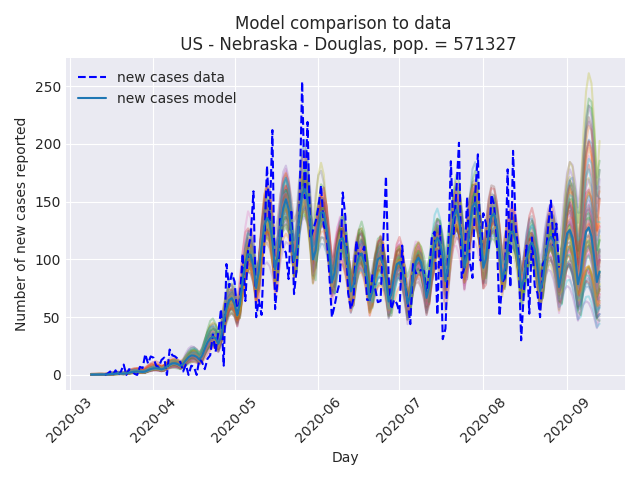 Model comparison to data
US - Nebraska - Douglas, pop. = 571327
new cases data
new cases model
Number of new cases reported
250
200
150
100
50
0
2020-03
2020-04
2020-05
2020-06
2020-07
2020-08
2020-09
Day